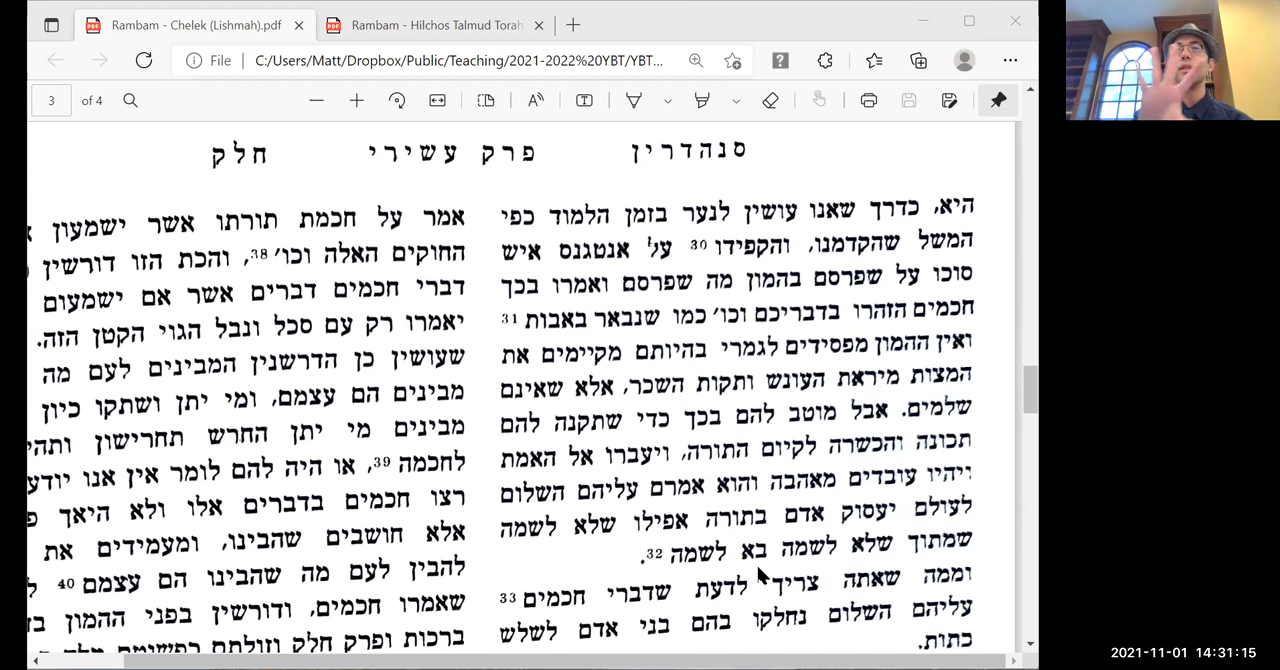 Rambam - Chelek (Lishmah).pdf
Rambam - Hilchos Talmud Torah
File
C:/Users/Matt/Dropbox/Public/Teaching/2021-2022%20YBT/YBT...
3 of 4
סנהדרין פרק עשירי חלק
היא, כדרך שאנו עושין לנער בזמן הלמוד כפי
המשל שהקדמנו, והקפידו 30 על אנטגנס איש
סוכו על שפרסם בהמון מה שפרסם ואמרו בכך
חכמים הזהרו בדבריכם וכו׳ כמו שנבאר באבות 31
ואין ההמון מפסידים לגמרי בהיותם מקיימים את
המצות מיראת העונש ותקות השכר, אלא שאינם
שלמים. אבל מוטב להם בכך כדי שתקנה להם
תכונה והכשרה לקיום התורה, ויעברו אל האמת
ויהיו עובדים מאהבה והוא אמרם עליהם השלום
לעולם יעסוק אדם בתורה אפילו שלא לשמה
שמתוך שלא לשמה בא לשמה 32.
וממה שאתה צריך לדעת שדברי חכמים 33
עליהם השלום נחלקו בהם בני אדם לשלש
כתות.
אמר על חכמת תורתו אשר ישמעון
החוקים האלה וכו׳ 38, והכת הזו דורשין
דברי חכמים דברים אשר אם ישמעום
יאמרו רק עם סכל ונבל הגוי הקטן הזה.
שעושין כן הדרשנין המבינים לעם מה
מבינים הם עצמם, ומי יתן ושתקו כיון
מבינים מי יתן החרש תחרישון ותהי
לחכמה 39, או היה להם לומר אין אנו יודע
רצו חכמים בדברים אלו ולא היאך
אלא חושבים שהבינו, ומעמידים את
להבין לעם מה שהבינו הם עצמם 40
שאמרו חכמים, ודורשין בפני ההמון
ברכות ופרק חלק וזולתם
2021-11-01 14:31:15